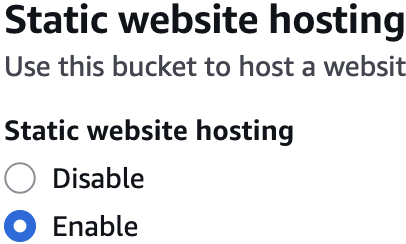 Static website hosting
Use this bucket to host a websit
Static website hosting
Disable
Enable